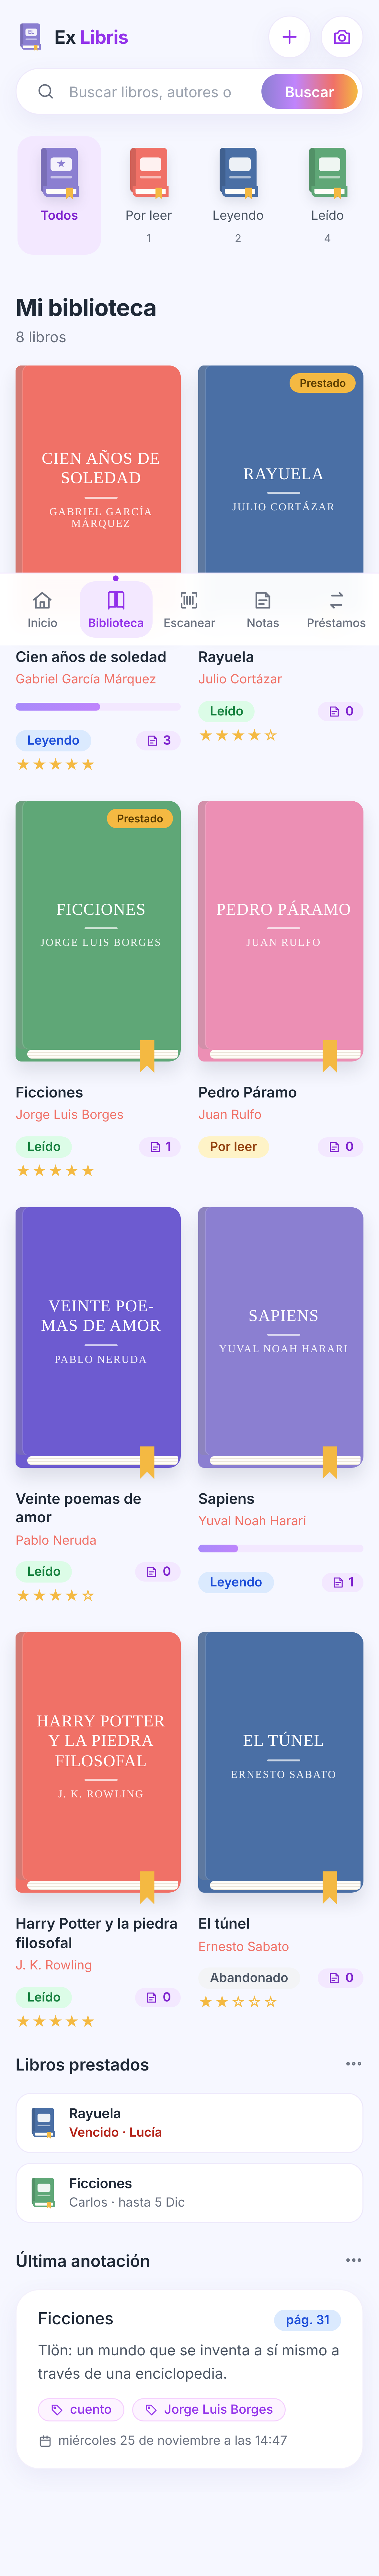 Ex Libris
Buscar libros, autores o
Buscar
Todos
Por leer
1
Leyendo
2
Leído
4
Mi biblioteca
8 libros
CIEN AÑOS DE
SOLEDAD
GABRIEL GARCÍA
MÁRQUEZ
Prestado
RAYUELA
JULIO CORTÁZAR
Inicio
Biblioteca
Escanear
Notas
Préstamos
Cien años de soledad
Gabriel García Márquez
Leyendo
3
Rayuela
Julio Cortázar
Leído
0
Prestado
FICCIONES
JORGE LUIS BORGES
PEDRO PÁRAMO
JUAN RULFO
Ficciones
Jorge Luis Borges
Leído
1
Pedro Páramo
Juan Rulfo
Por leer
0
VEINTE POE-
MAS DE AMOR
PABLO NERUDA
SAPIENS
YUVAL NOAH HARARI
Veinte poemas de
amor
Pablo Neruda
Leído
0
Sapiens
Yuval Noah Harari
Leyendo
1
HARRY POTTER
Y LA PIEDRA
FILOSOFAL
J. K. ROWLING
EL TÚNEL
ERNESTO SABATO
Harry Potter y la piedra
filosofal
J. K. Rowling
Leído
0
El túnel
Ernesto Sabato
Abandonado
0
Libros prestados
Rayuela
Vencido · Lucía
Ficciones
Carlos · hasta 5 Dic
Última anotación
Ficciones
pág. 31
Tlön: un mundo que se inventa a sí mismo a
través de una enciclopedia.
cuento
Jorge Luis Borges
miércoles 25 de noviembre a las 14:47